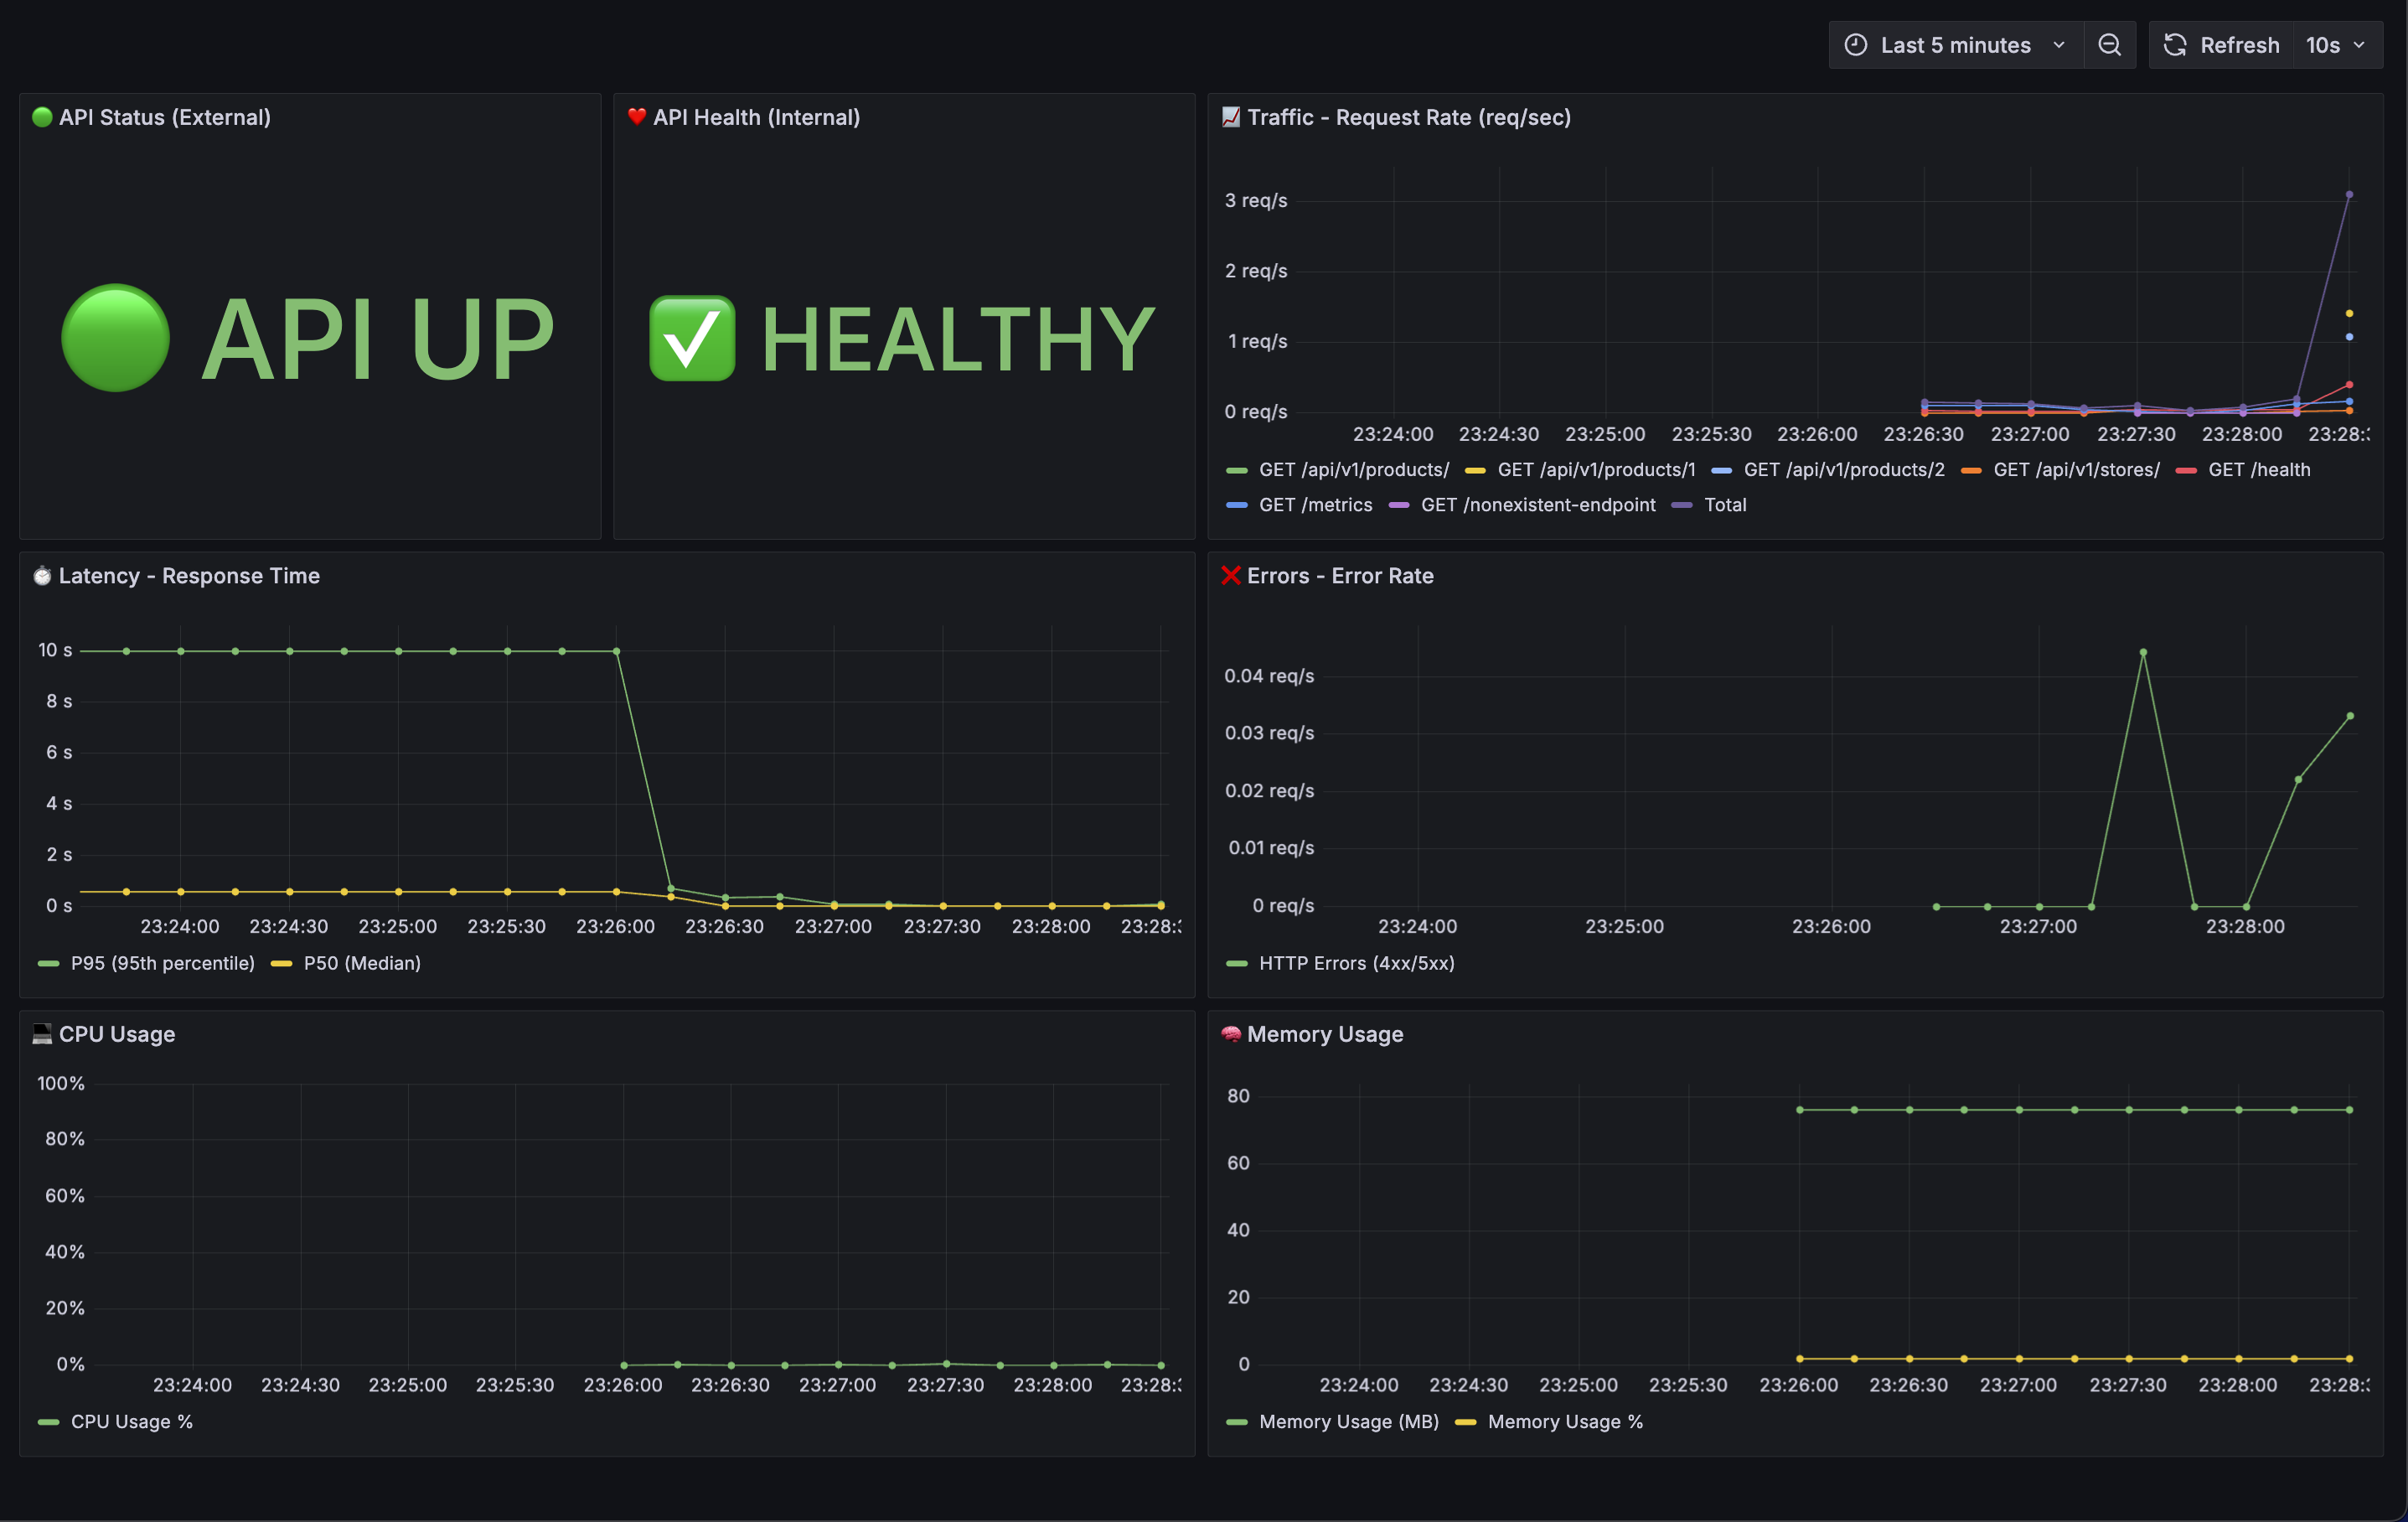 Last 5 minutes
Refresh 10s
🟢 API Status (External)
🟢 API UP
❤️ API Health (Internal)
✅ HEALTHY
📈 Traffic - Request Rate (req/sec)
3 req/s
2 req/s
1 req/s
0 req/s
23:24:00 23:24:30 23:25:00 23:25:30 23:26:00 23:26:30 23:27:00 23:27:30 23:28:00 23:28:
GET /api/v1/products/ GET /api/v1/products/1 GET /api/v1/products/2 GET /api/v1/stores/ GET /health
GET /metrics GET /nonexistent-endpoint Total
⏱️ Latency - Response Time
10 s
8 s
6 s
4 s
2 s
0 s
23:24:00 23:24:30 23:25:00 23:25:30 23:26:00 23:26:30 23:27:00 23:27:30 23:28:00 23:28:
P95 (95th percentile) P50 (Median)
❌ Errors - Error Rate
0.04 req/s
0.03 req/s
0.02 req/s
0.01 req/s
0 req/s
23:24:00 23:25:00 23:26:00 23:27:00 23:28:00
HTTP Errors (4xx/5xx)
💻 CPU Usage
100%
80%
60%
40%
20%
0%
23:24:00 23:24:30 23:25:00 23:25:30 23:26:00 23:26:30 23:27:00 23:27:30 23:28:00 23:28:
CPU Usage %
🧠 Memory Usage
80
60
40
20
0
23:24:00 23:24:30 23:25:00 23:25:30 23:26:00 23:26:30 23:27:00 23:27:30 23:28:00 23:28:
Memory Usage (MB) Memory Usage %